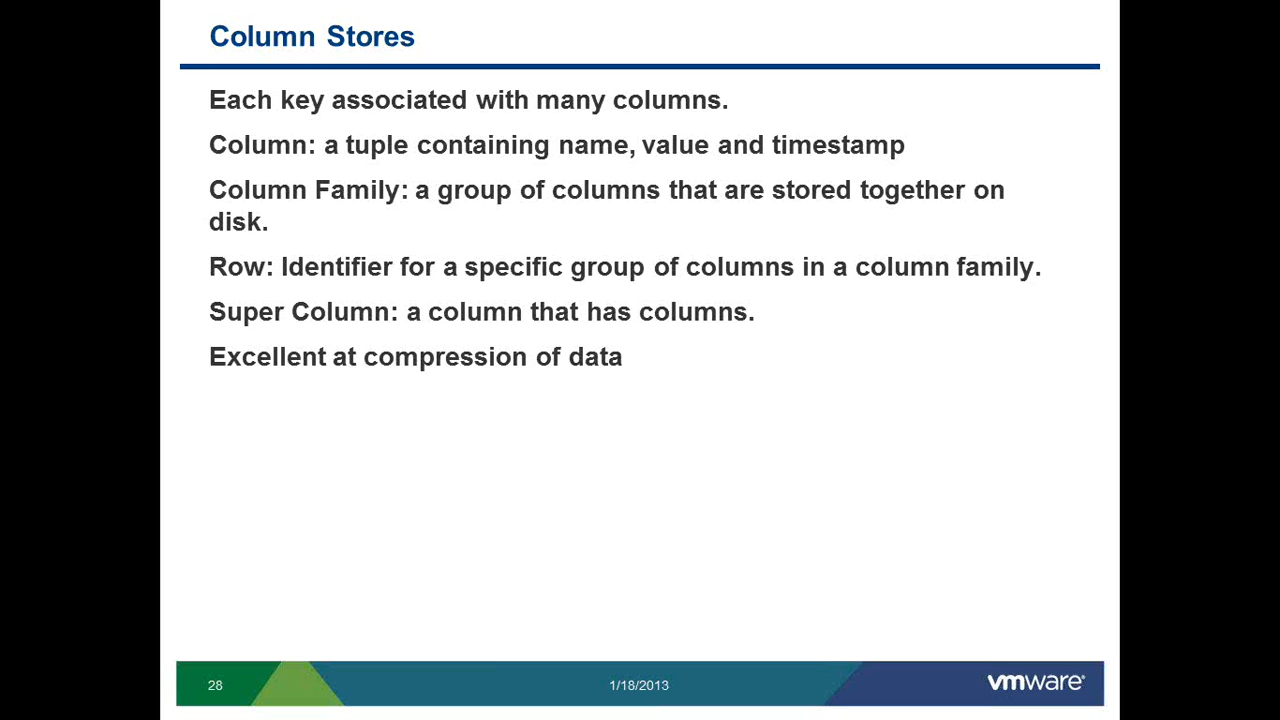 Column Stores
Each key associated with many columns.
Column: a tuple containing name, value and timestamp
Column Family: a group of columns that are stored together on
disk.
Row: Identifier for a specific group of columns in a column family.
Super Column: a column that has columns.
Excellent at compression of data
28
1/18/2013
vmware®